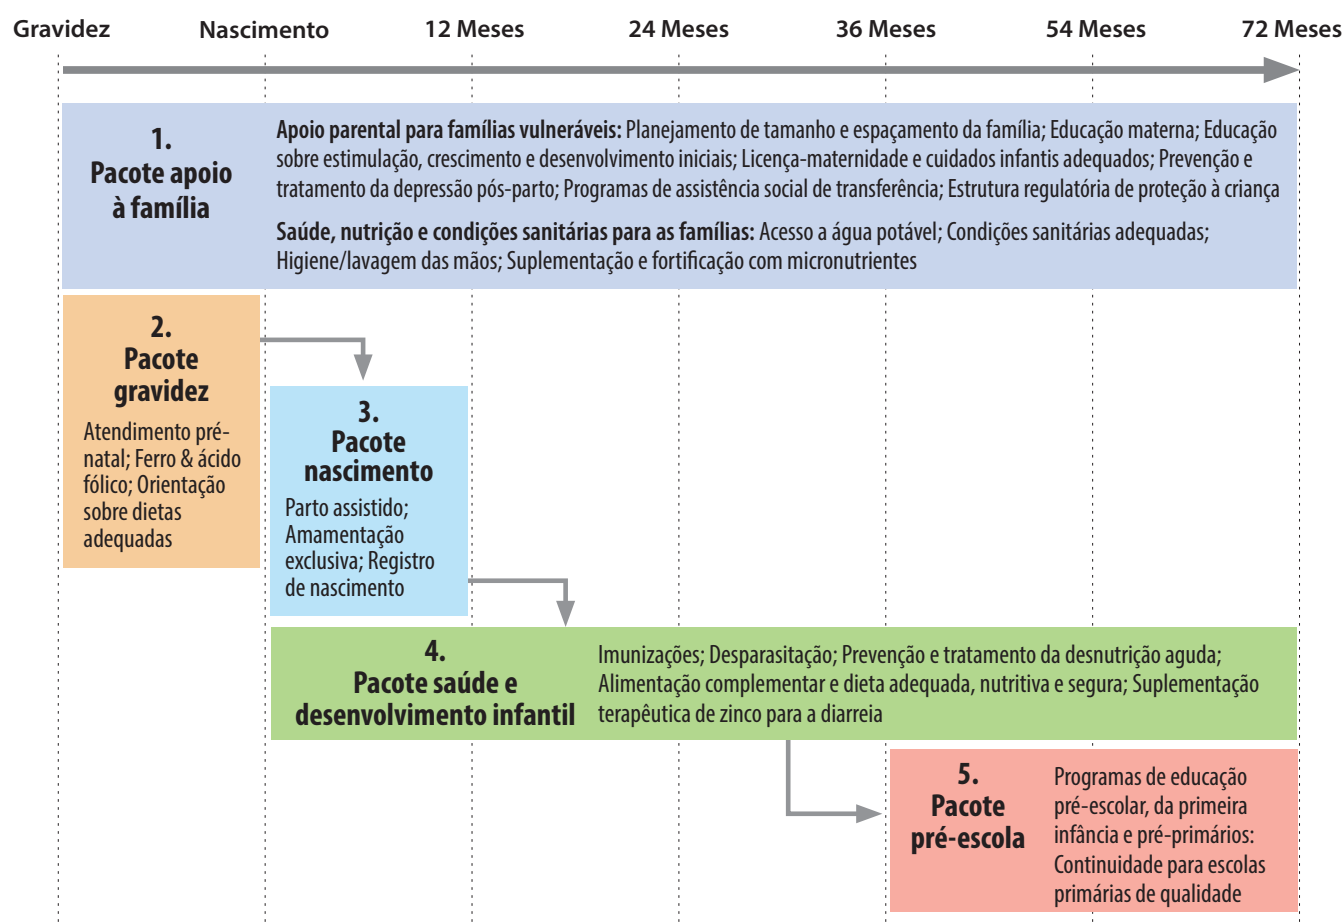 Gravidez Nascimento 12 Meses 24 Meses 36 Meses 54 Meses 72 Meses
1.
Pacote apoio
à família
Apoio parental para famílias vulneráveis: Planejamento de tamanho e espaçamento da família; Educação materna; Educação
sobre estimulação, crescimento e desenvolvimento iniciais; Licença-maternidade e cuidados infantis adequados; Prevenção e
tratamento da depressão pós-parto; Programas de assistência social de transferência; Estrutura regulatória de proteção à criança
Saúde, nutrição e condições sanitárias para as famílias: Acesso a água potável; Condições sanitárias adequadas;
Higiene/lavagem das mãos; Suplementação e fortificação com micronutrientes
2.
Pacote
gravidez
Atendimento pré-
natal; Ferro & ácido
fólico; Orientação
sobre dietas
adequadas
3.
Pacote
nascimento
Parto assistido;
Amamentação
exclusiva; Registro
de nascimento
4.
Pacote saúde e
desenvolvimento infantil
Imunizações; Desparasitação; Prevenção e tratamento da desnutrição aguda;
Alimentação complementar e dieta adequada, nutritiva e segura; Suplementação
terapêutica de zinco para a diarreia
5.
Pacote
pré-escola
Programas de educação
pré-escolar, da primeira
infância e pré-primários:
Continuidade para escolas
primárias de qualidade